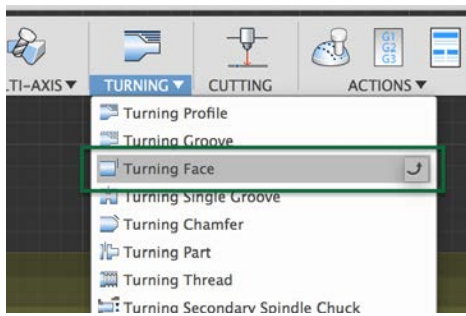 G1
G2
G3
LTI-AXIS ▾ TURNING ▾ CUTTING ACTIONS ▾
Turning Profile
Turning Groove
Turning Face
Turning Single Groove
Turning Chamfer
Turning Part
Turning Thread
Turning Secondary Spindle Chuck